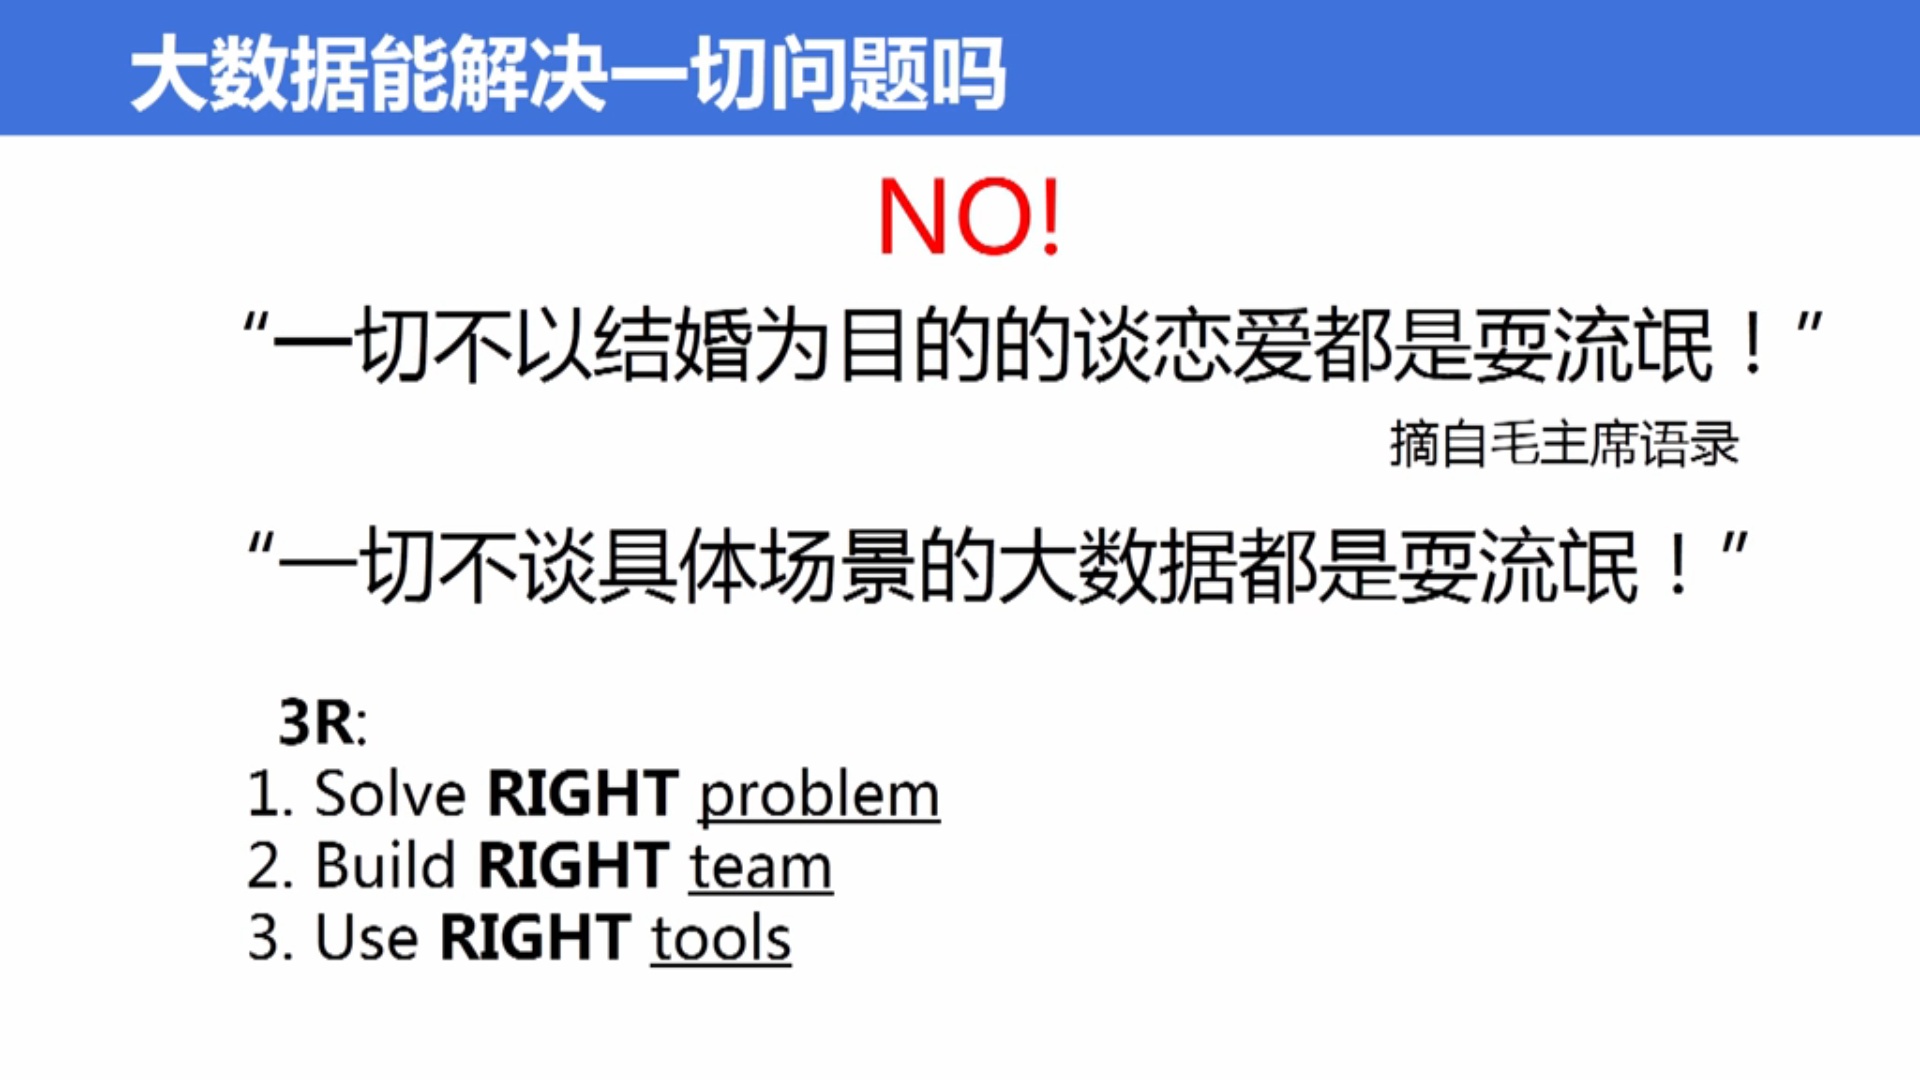 大数据能解决一切问题吗
NO!
“一切不以结婚为目的的谈恋爱都是耍流氓！”
摘自毛主席语录
“一切不谈具体场景的大数据都是耍流氓！”
3R:
1. Solve RIGHT problem
2. Build RIGHT team
3. Use RIGHT tools